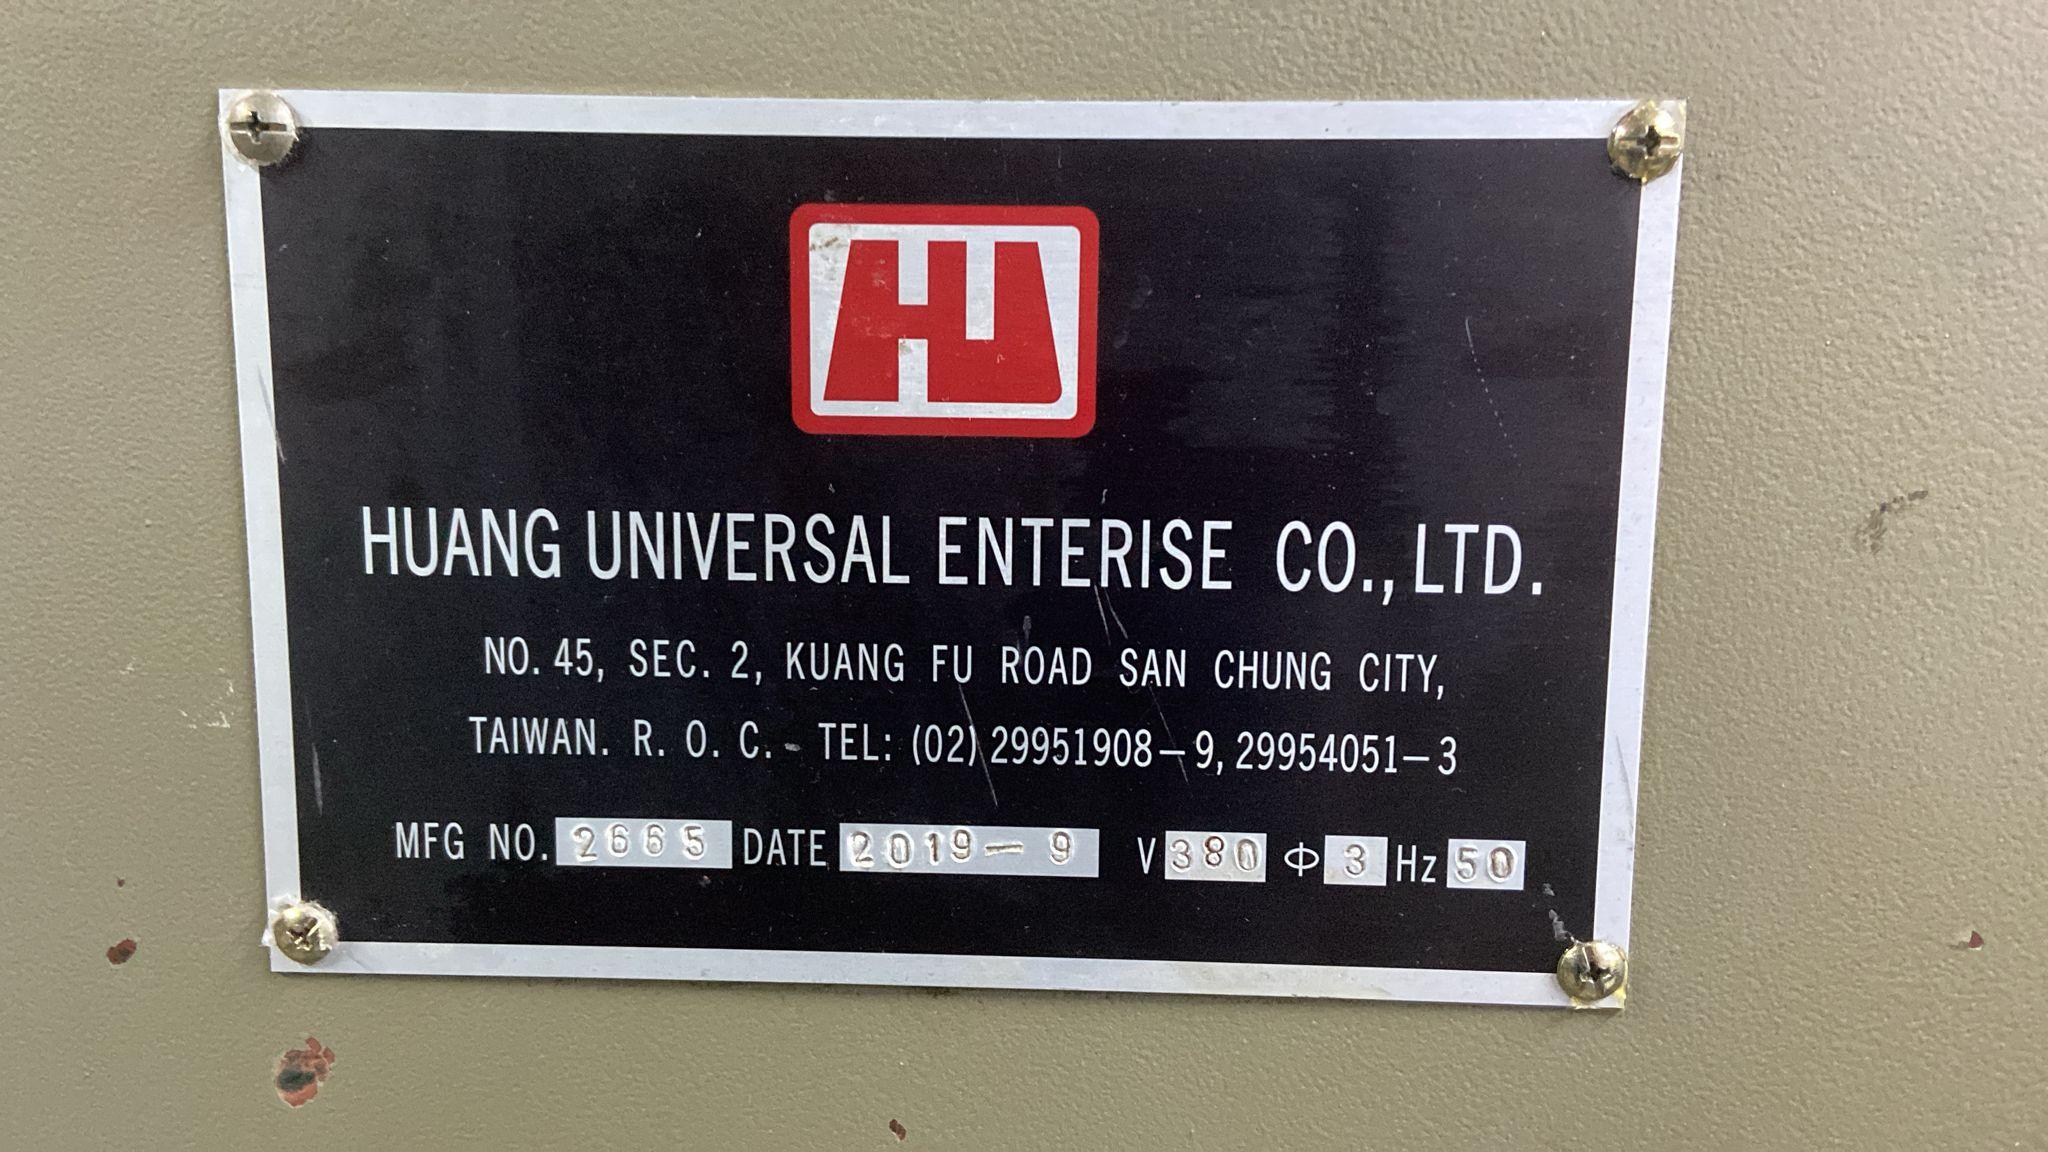 HU
HUANG UNIVERSAL ENTERISE CO., LTD.
NO. 45, SEC. 2, KUANG FU ROAD SAN CHUNG CITY,
TAIWAN. R. O. C. TEL: (02) 29951908-9, 29954051-3
MFG NO. 2665 DATE 2019-9 V 380 Φ 3 Hz 50